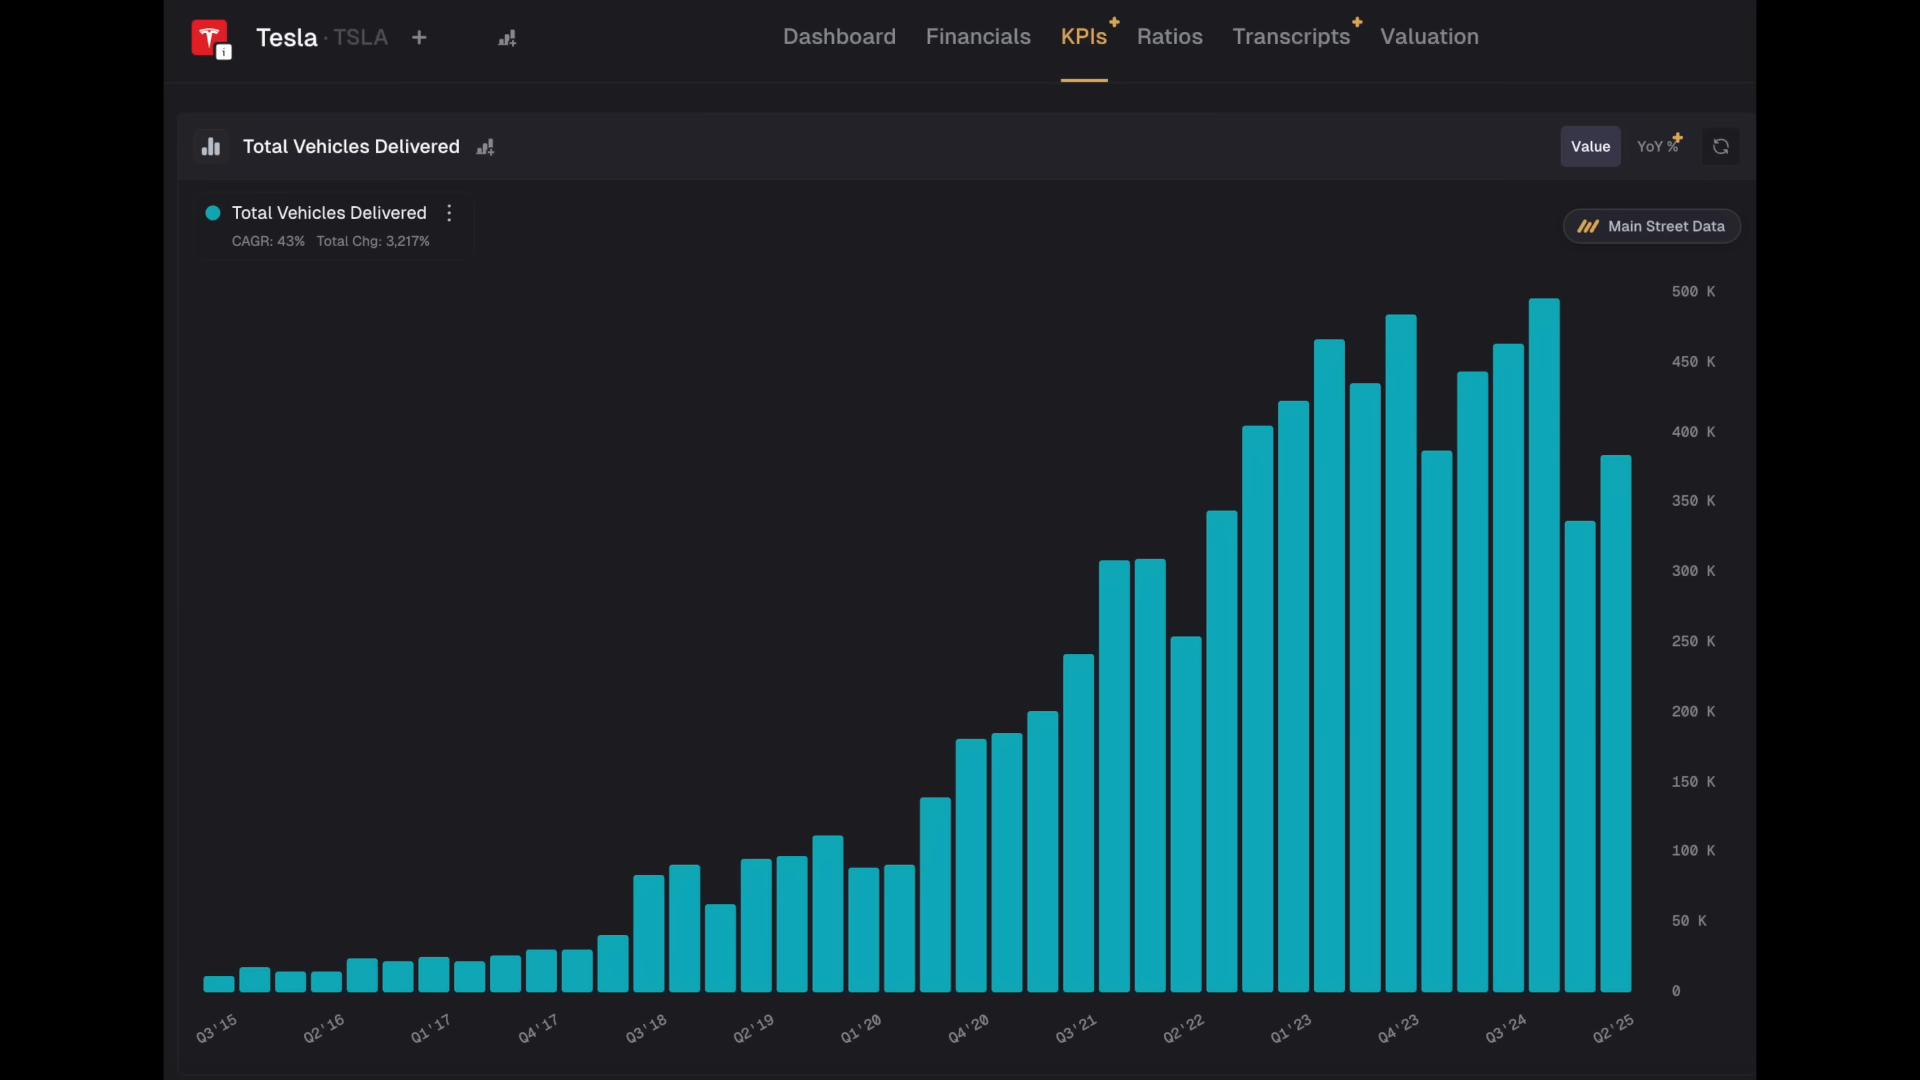 Tesla · TSLA +
Dashboard Financials KPIs Ratios Transcripts Valuation
Total Vehicles Delivered
Value YoY %
Total Vehicles Delivered
CAGR: 43% Total Chg: 3,217%
Main Street Data
500 K
450 K
400 K
350 K
300 K
250 K
200 K
150 K
100 K
50 K
0
Q3'15 Q2'16 Q1'17 Q4'17 Q3'18 Q2'19 Q1'20 Q4'20 Q3'21 Q2'22 Q1'23 Q4'23 Q3'24 Q2'25